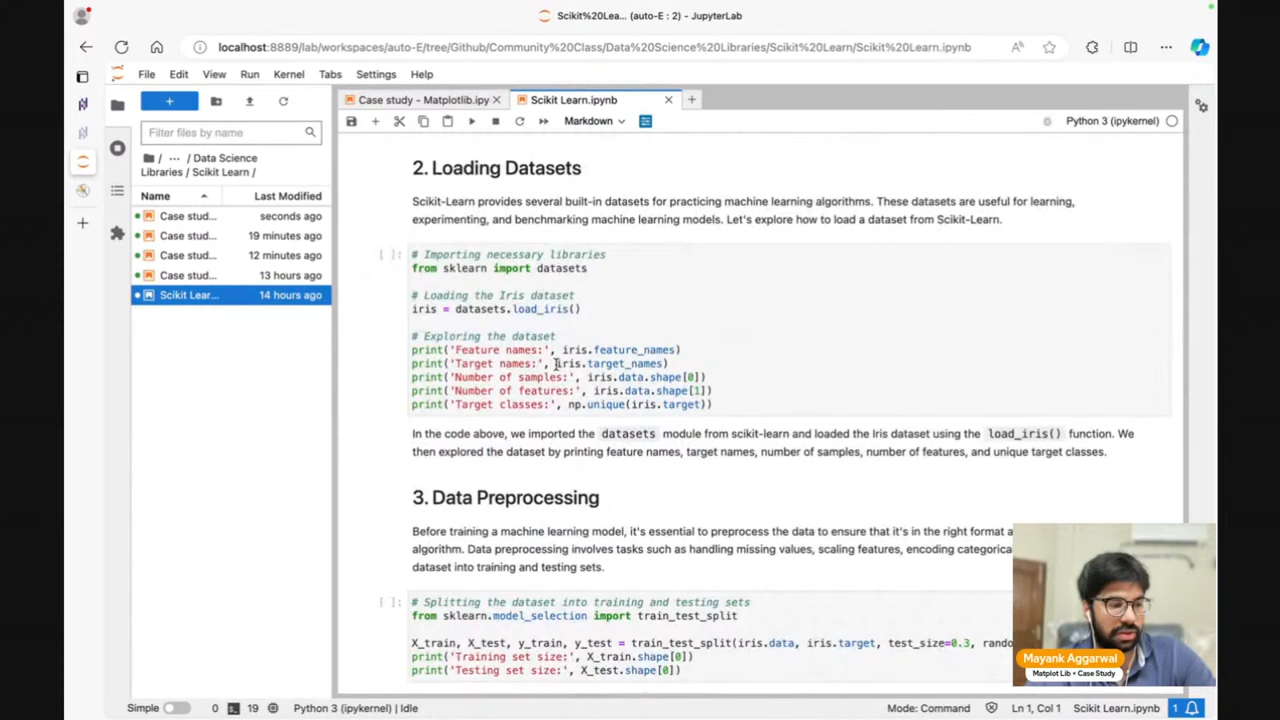 Scikit%20Lea... (auto-E : 2) - JupyterLab
localhost:8889/lab/workspaces/auto-E/tree/Github/Community%20Class/Data%20Science%20Libraries/Scikit%20Learn/Scikit%20Learn.ipynb
File Edit View Run Kernel Tabs Settings Help
Case study - Matplotlib.ipy
Scikit Learn.ipynb
Filter files by name
Markdown
Python 3 (ipykernel)
/ ... / Data Science
Libraries / Scikit Learn /
Name Last Modified
Case stud... seconds ago
Case stud... 19 minutes ago
Case stud... 12 minutes ago
Case stud... 13 hours ago
Scikit Lear... 14 hours ago
2. Loading Datasets
Scikit-Learn provides several built-in datasets for practicing machine learning algorithms. These datasets are useful for learning,
experimenting, and benchmarking machine learning models. Let's explore how to load a dataset from Scikit-Learn.
[ ]: # Importing necessary libraries
from sklearn import datasets
# Loading the Iris dataset
iris = datasets.load_iris()
# Exploring the dataset
print('Feature names:', iris.feature_names)
print('Target names:', iris.target_names)
print('Number of samples:', iris.data.shape[0])
print('Number of features:', iris.data.shape[1])
print('Target classes:', np.unique(iris.target))
In the code above, we imported the datasets module from scikit-learn and loaded the Iris dataset using the load_iris() function. We
then explored the dataset by printing feature names, target names, number of samples, number of features, and unique target classes.
3. Data Preprocessing
Before training a machine learning model, it's essential to preprocess the data to ensure that it's in the right format a
algorithm. Data preprocessing involves tasks such as handling missing values, scaling features, encoding categorica
dataset into training and testing sets.
[ ]: # Splitting the dataset into training and testing sets
from sklearn.model_selection import train_test_split
X_train, X_test, y_train, y_test = train_test_split(iris.data, iris.target, test_size=0.3, rando
print('Training set size:', X_train.shape[0])
print('Testing set size:', X_test.shape[0])
Mayank Aggarwal
Matplot Lib + Case Study
Simple 0 19 Python 3 (ipykernel) | Idle
Mode: Command Ln 1, Col 1 Scikit Learn.ipynb 1